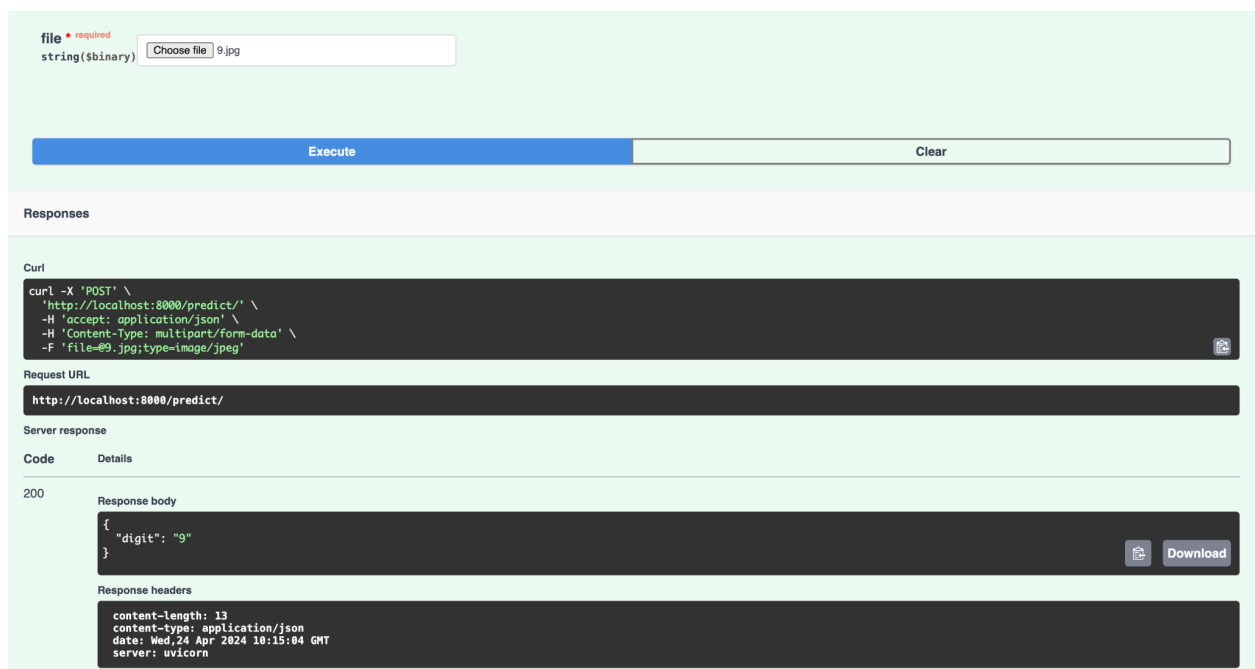 file * required
string($binary) Choose file 9.jpg
Execute Clear
Responses
Curl
curl -X 'POST' \
'http://localhost:8000/predict/' \
-H 'accept: application/json' \
-H 'Content-Type: multipart/form-data' \
-F 'file=@9.jpg;type=image/jpeg'
Request URL
http://localhost:8000/predict/
Server response
Code Details
200
Response body
{
"digit": "9"
}
Download
Response headers
content-length: 13
content-type: application/json
date: Wed,24 Apr 2024 10:15:04 GMT
server: uvicorn